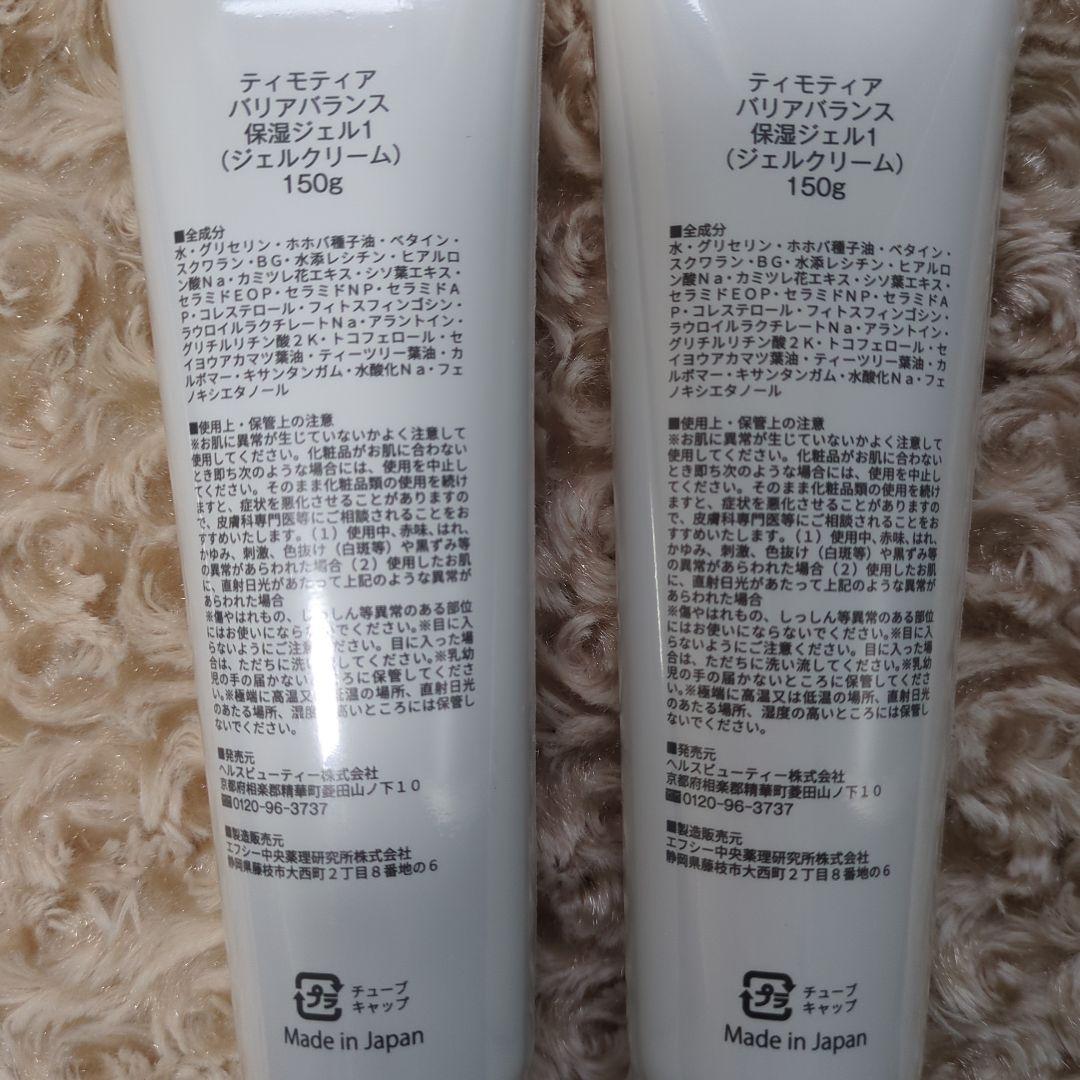 ティモティア
バリアバランス
保湿ジェル1
(ジェルクリーム)
150g
■全成分
水・グリセリン・ホホバ種子油・ベタイン・
スクワラン・BG・水添レシチン・ヒアルロ
ン酸Na・カミツレ花エキス・シソ葉エキス・
セラミドEOP・セラミドNP・セラミドA
P・コレステロール・フィトスフィンゴシン・
ラウロイルラクチレートNa・アラントイン・
グリチルリチン酸2K・トコフェロール・セ
イヨウアカマツ葉油・ティーツリー葉油・カ
ルボマー・キサンタンガム・水酸化Na・フェ
ノキシエタノール
■使用上・保管上の注意
※お肌に異常が生じていないかよく注意して
使用してください。化粧品がお肌に合わない
とき即ち次のような場合には、使用を中止し
てください。そのまま化粧品類の使用を続け
ますと、症状を悪化させることがありますの
で、皮膚科専門医等にご相談されることをお
すすめいたします。(1)使用中、赤味、はれ、
かゆみ、刺激、色抜け(白斑等)や黒ずみ等
の異常があらわれた場合(2)使用したお肌
に、直射日光があたって上記のような異常が
あらわれた場合
※傷やはれもの、しっしん等異常のある部位
にはお使いにならないでください。※目に入
らないようにご注意ください。目に入った場
合は、ただちに洗い流してください。※乳幼
児の手の届かないところに保管してくださ
い。※極端に高温又は低温の場所、直射日光
のあたる場所、湿度の高いところには保管し
ないでください。
■発売元
ヘルスビューティー株式会社
京都府相楽郡精華町菱田山ノ下10
0120-96-3737
■製造販売元
エフシー中央薬理研究所株式会社
静岡県藤枝市大西町2丁目8番地の6
プラ
チューブ
キャップ
Made in Japan
ティモティア
バリアバランス
保湿ジェル1
(ジェルクリーム)
150g
■全成分
水・グリセリン・ホホバ種子油・ベタイン・
スクワラン・BG・水添レシチン・ヒアルロ
ン酸Na・カミツレ花エキス・シソ葉エキス・
セラミドEOP・セラミドNP・セラミドA
P・コレステロール・フィトスフィンゴシン・
ラウロイルラクチレートNa・アラントイン・
グリチルリチン酸2K・トコフェロール・セ
イヨウアカマツ葉油・ティーツリー葉油・カ
ルボマー・キサンタンガム・水酸化Na・フェ
ノキシエタノール
■使用上・保管上の注意
※お肌に異常が生じていないかよく注意して
使用してください。化粧品がお肌に合わない
とき即ち次のような場合には、使用を中止し
てください。そのまま化粧品類の使用を続け
ますと、症状を悪化させることがありますの
で、皮膚科専門医等にご相談されることをお
すすめいたします。(1)使用中、赤味、はれ、
かゆみ、刺激、色抜け(白斑等)や黒ずみ等
の異常があらわれた場合(2)使用したお肌
に、直射日光があたって上記のような異常が
あらわれた場合
※傷やはれもの、しっしん等異常のある部位
にはお使いにならないでください。※目に入
らないようにご注意ください。目に入った場
合は、ただちに洗い流してください。※乳幼
児の手の届かないところに保管してくださ
い。※極端に高温又は低温の場所、直射日光
のあたる場所、湿度の高いところには保管し
ないでください。
■発売元
ヘルスビューティー株式会社
京都府相楽郡精華町菱田山ノ下10
0120-96-3737
■製造販売元
エフシー中央薬理研究所株式会社
静岡県藤枝市大西町2丁目8番地の6
プラ
チューブ
キャップ
Made in Japan